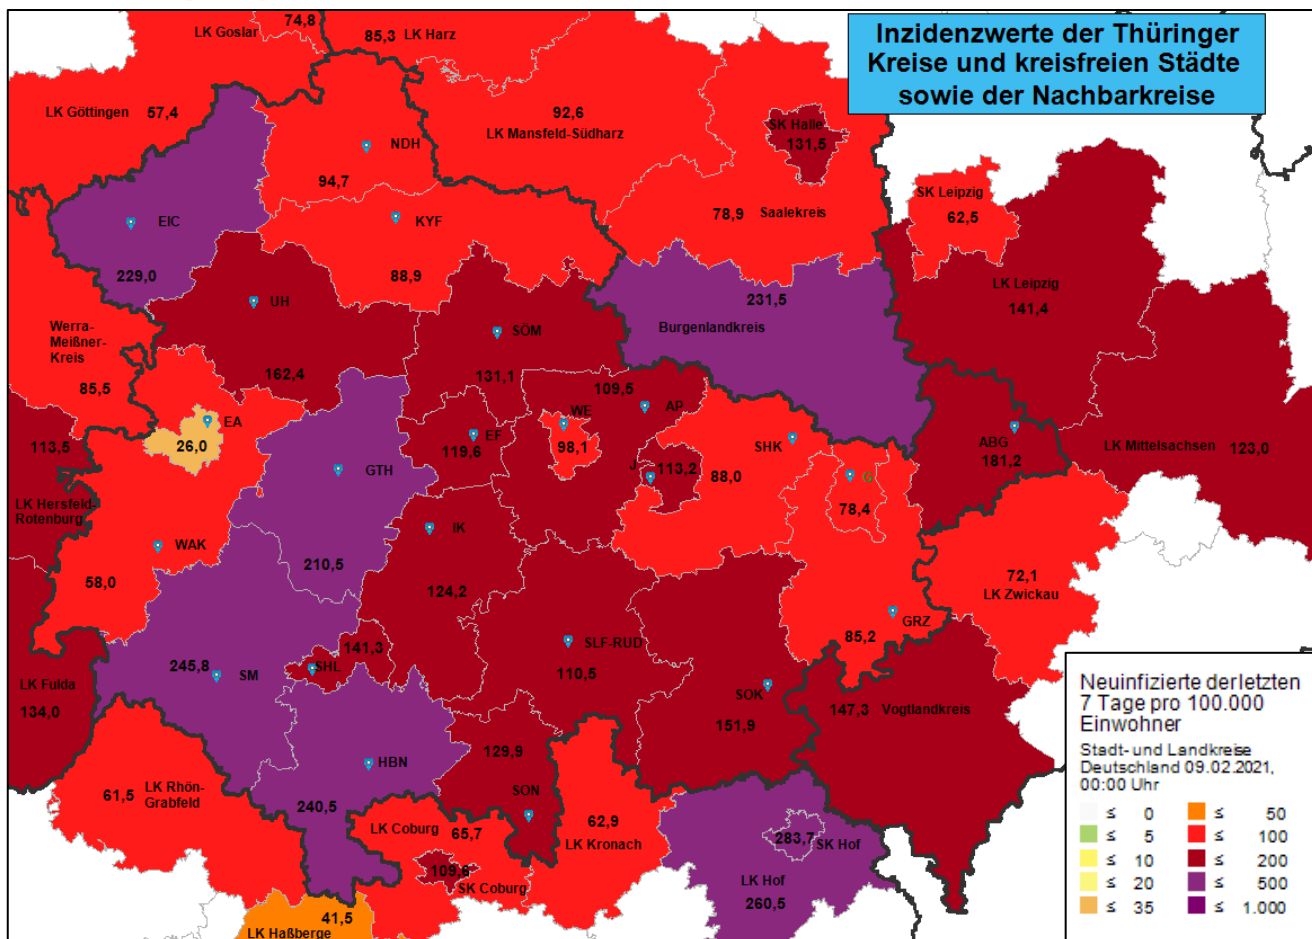 Inzidenzwerte der Thüringer
Kreise und kreisfreien Städte
sowie der Nachbarkreise
74,8
LK Goslar
85,3 LK Harz
LK Göttingen 57,4
92,6
LK Mansfeld-Südharz
SK Halle
131,5
NDH
94,7
SK Leipzig
62,5
78,9 Saalekreis
EIC
229,0
KYF
88,9
LK Leipzig
141,4
231,5
Burgenlandkreis
UH
162,4
SÖM
131,1
Werra-
Meißner-
Kreis
85,5
109,5
AP
WE
98,1
EA
26,0
EF
119,6
113,5
LK Hersfeld-
Rotenburg
GTH
210,5
J
113,2
SHK
88,0
G
78,4
ABG
181,2
LK Mittelsachsen
123,0
IK
124,2
WAK
58,0
72,1
LK Zwickau
GRZ
85,2
141,3
SHL
SLF-RUD
110,5
245,8
SM
LK Fulda
134,0
SOK
151,9
147,3
Vogtlandkreis
129,9
SON
HBN
240,5
LK Rhön-
Grabfeld
61,5
LK Coburg
65,7
62,9
LK Kronach
109,6
SK Coburg
283,7
SK Hof
LK Hof
260,5
41,5
LK Haßberge
Neuinfizierte der letzten
7 Tage pro 100.000
Einwohner
Stadt- und Landkreise
Deutschland 09.02.2021,
00:00 Uhr
≤ 0 ≤ 50
≤ 5 ≤ 100
≤ 10 ≤ 200
≤ 20 ≤ 500
≤ 35 ≤ 1.000